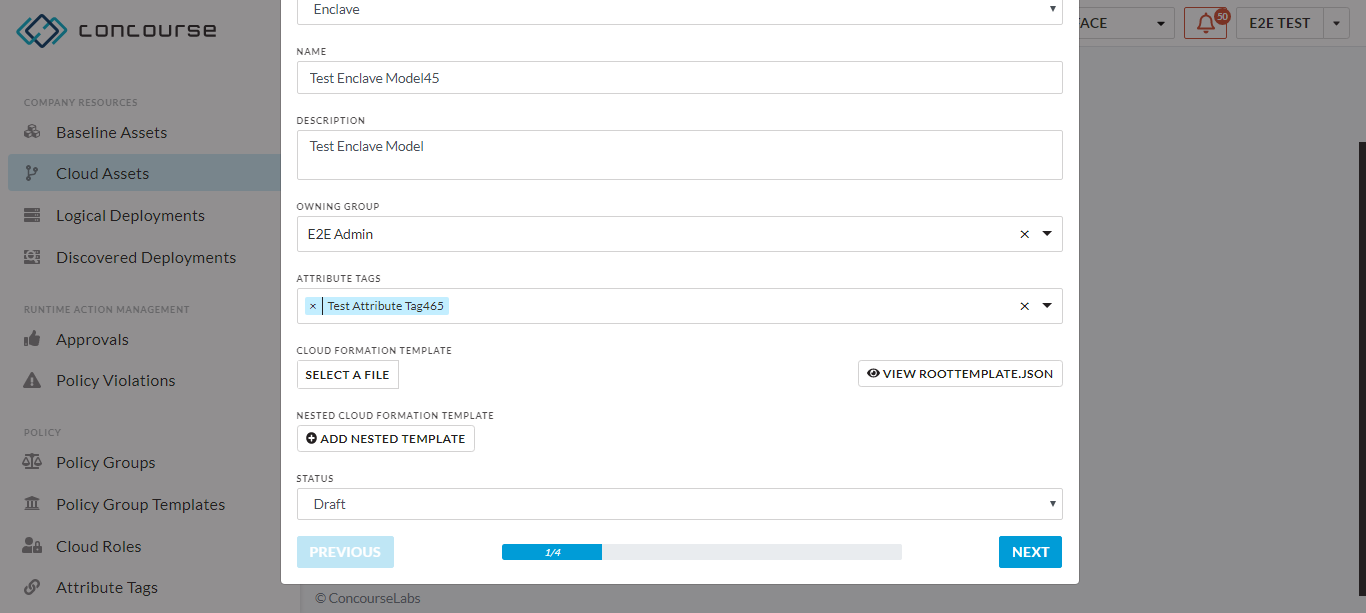 concourse
COMPANY RESOURCES
Baseline Assets
Cloud Assets
Logical Deployments
Discovered Deployments
RUNTIME ACTION MANAGEMENT
Approvals
Policy Violations
POLICY
Policy Groups
Policy Group Templates
Cloud Roles
Attribute Tags
Enclave
NAME
Test Enclave Model45
DESCRIPTION
Test Enclave Model
OWNING GROUP
E2E Admin
ATTRIBUTE TAGS
× Test Attribute Tag465
CLOUD FORMATION TEMPLATE
SELECT A FILE
VIEW ROOTTEMPLATE.JSON
NESTED CLOUD FORMATION TEMPLATE
ADD NESTED TEMPLATE
STATUS
Draft
PREVIOUS
1/4
NEXT
© ConcourseLabs
50
E2E TEST